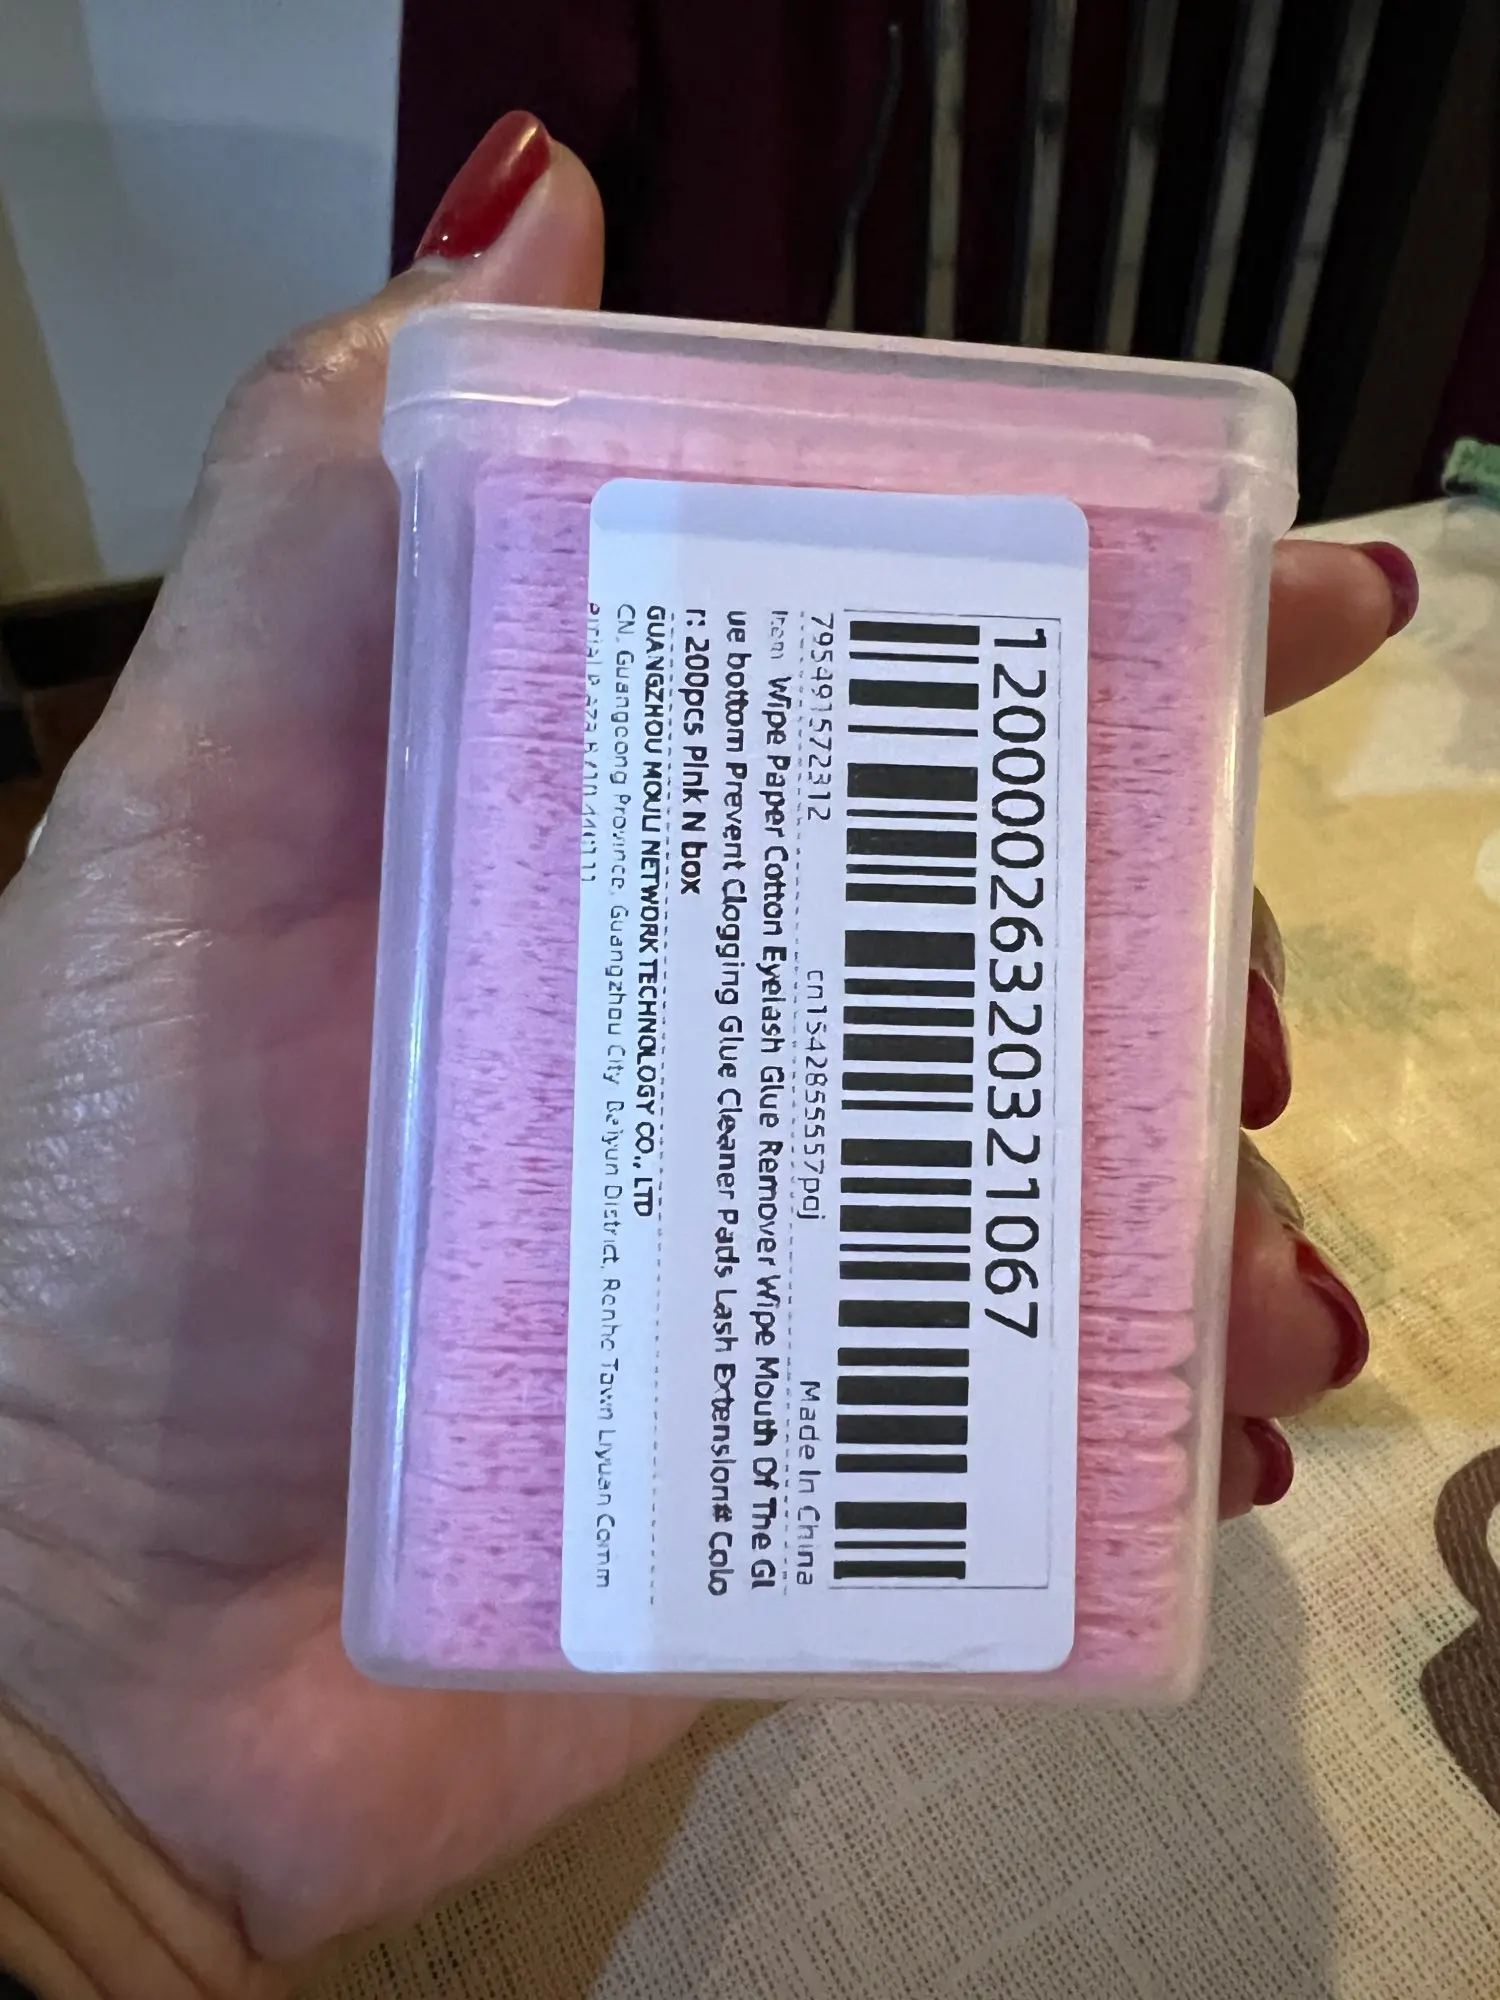 12000026320321067
795491572312 cn1542855557poj Made In China
Item Wipe Paper Cotton Eyelash Glue Remover Wipe Mouth Of The Gl
ue bottom Prevent Clogging Glue Cleaner Pads Lash Extension# Colo
r: 200pcs Pink N box
GUANGZHOU MOULI NETWORK TECHNOLOGY CO., LTD
CN, Guangdong Province, Guangzhou City, Baiyun District, Renhe Town Liyuan Comm